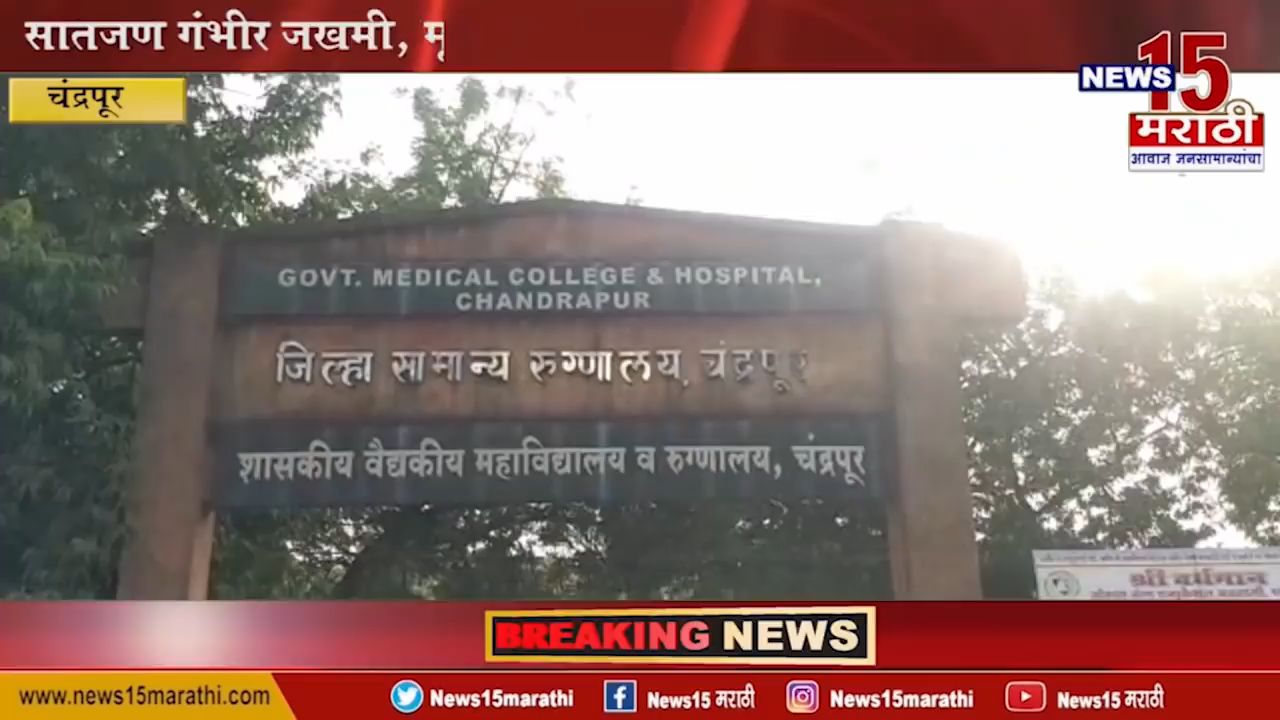 सातजण गंभीर जखमी,
चंद्रपूर
NEWS 15
मराठी
आवाज जनसामान्यांचा
GOVT. MEDICAL COLLEGE & HOSPITAL,
CHANDRAPUR
जिल्हा सामान्य रुग्णालय, चंद्रपूर
शासकीय वैद्यकीय महाविद्यालय व रुग्णालय, चंद्रपूर
BREAKING NEWS
www.news15marathi.com
News15marathi
News15 मराठी
News15marathi
News15 मराठी